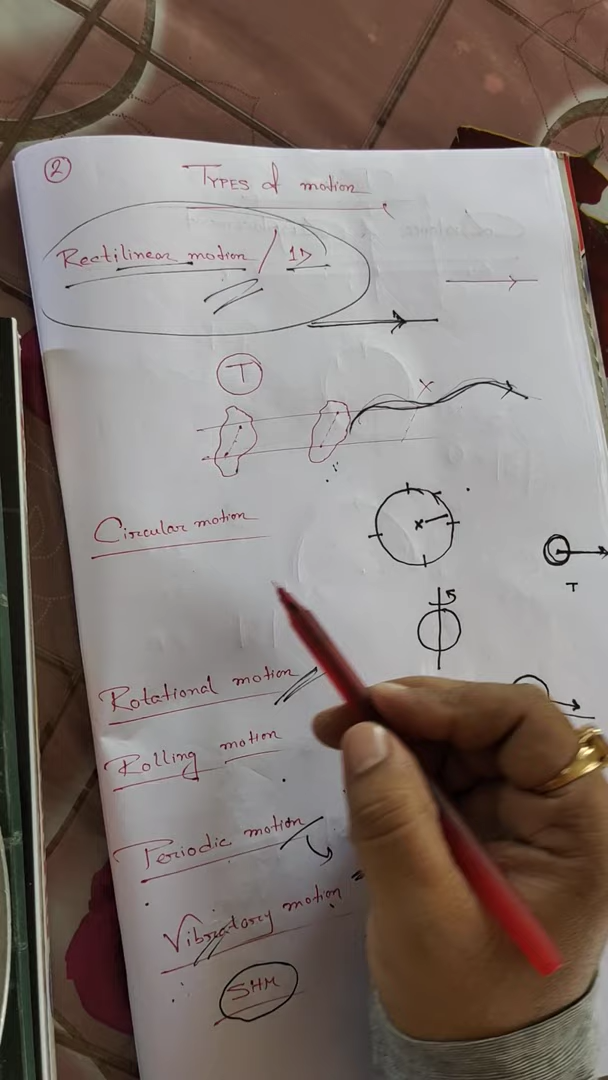 2
TYPES of motion
Rectilinear motion / 1D
T
X
Circular motion
T
Rotational motion
Rolling motion
Periodic motion
Vibratory motion
SHM